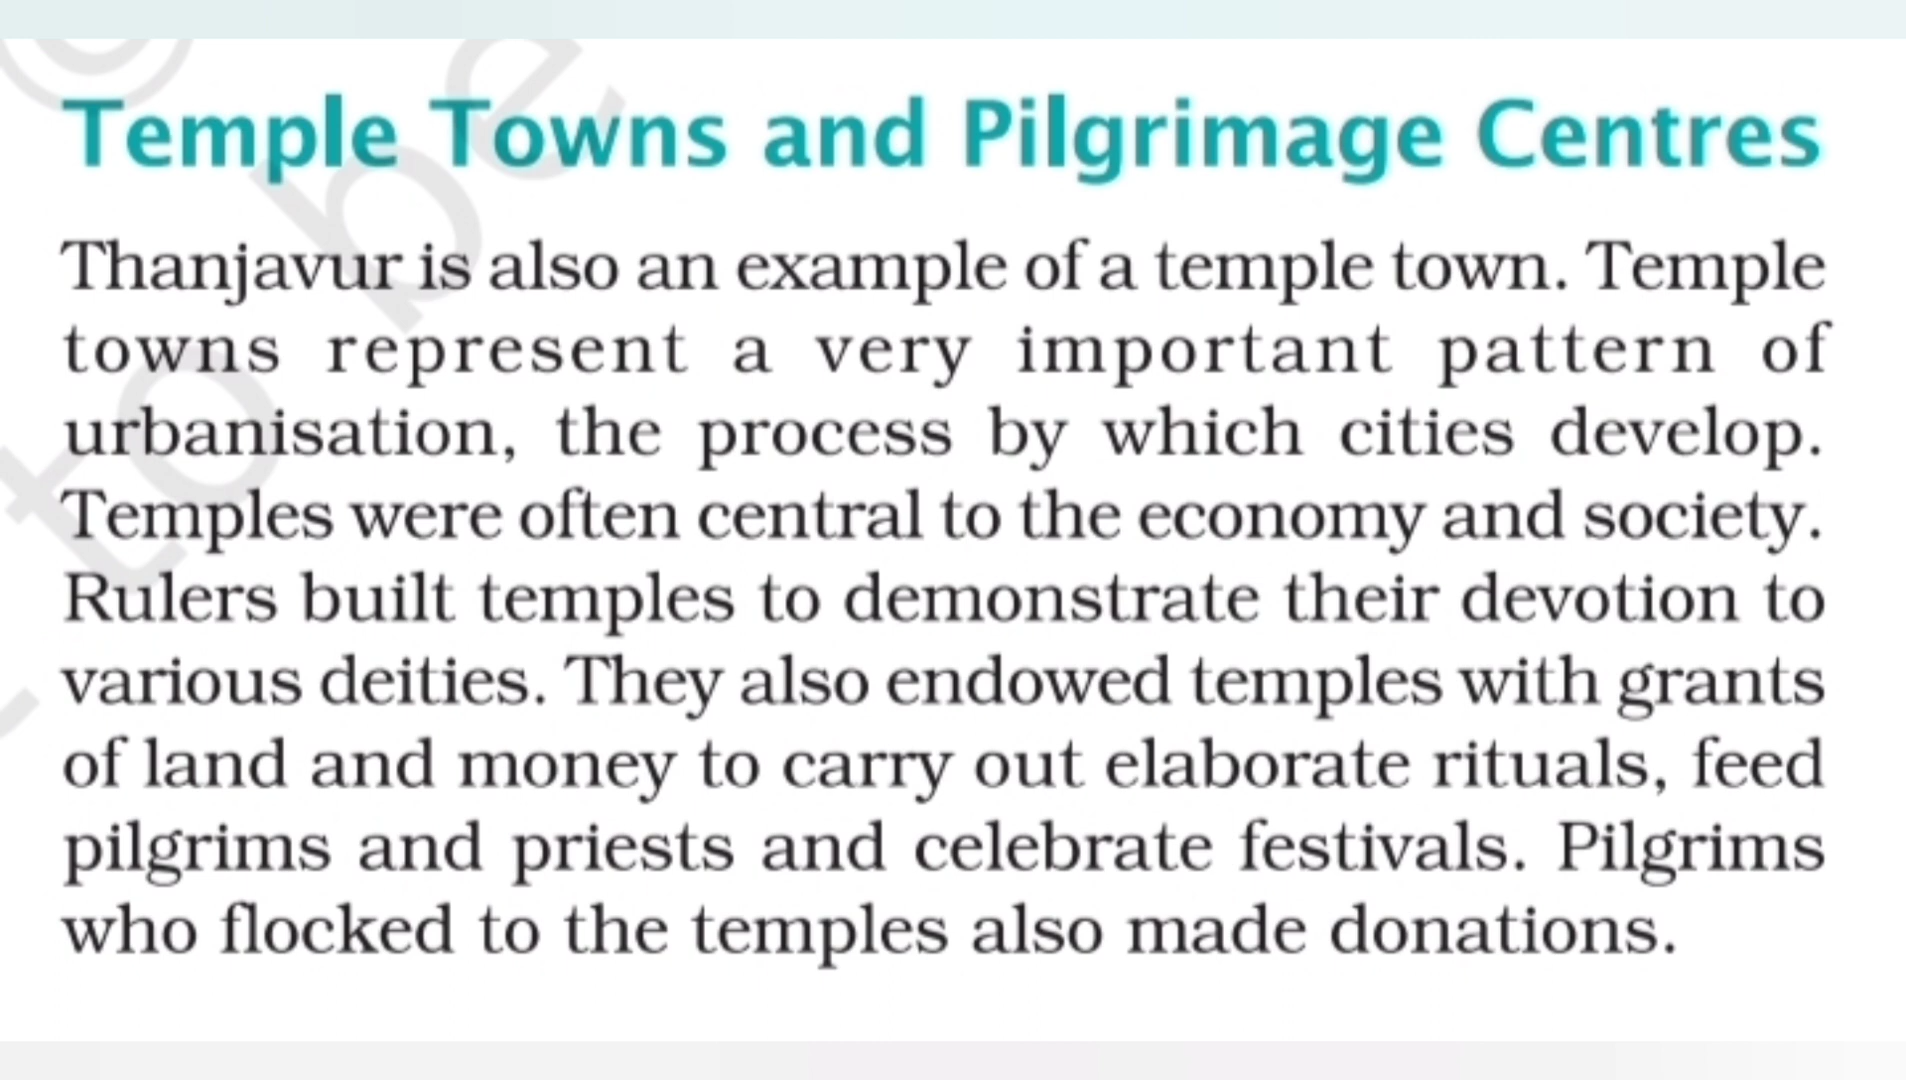 Temple Towns and Pilgrimage Centres
Thanjavur is also an example of a temple town. Temple
towns represent a very important pattern of
urbanisation, the process by which cities develop.
Temples were often central to the economy and society.
Rulers built temples to demonstrate their devotion to
various deities. They also endowed temples with grants
of land and money to carry out elaborate rituals, feed
pilgrims and priests and celebrate festivals. Pilgrims
who flocked to the temples also made donations.
to be